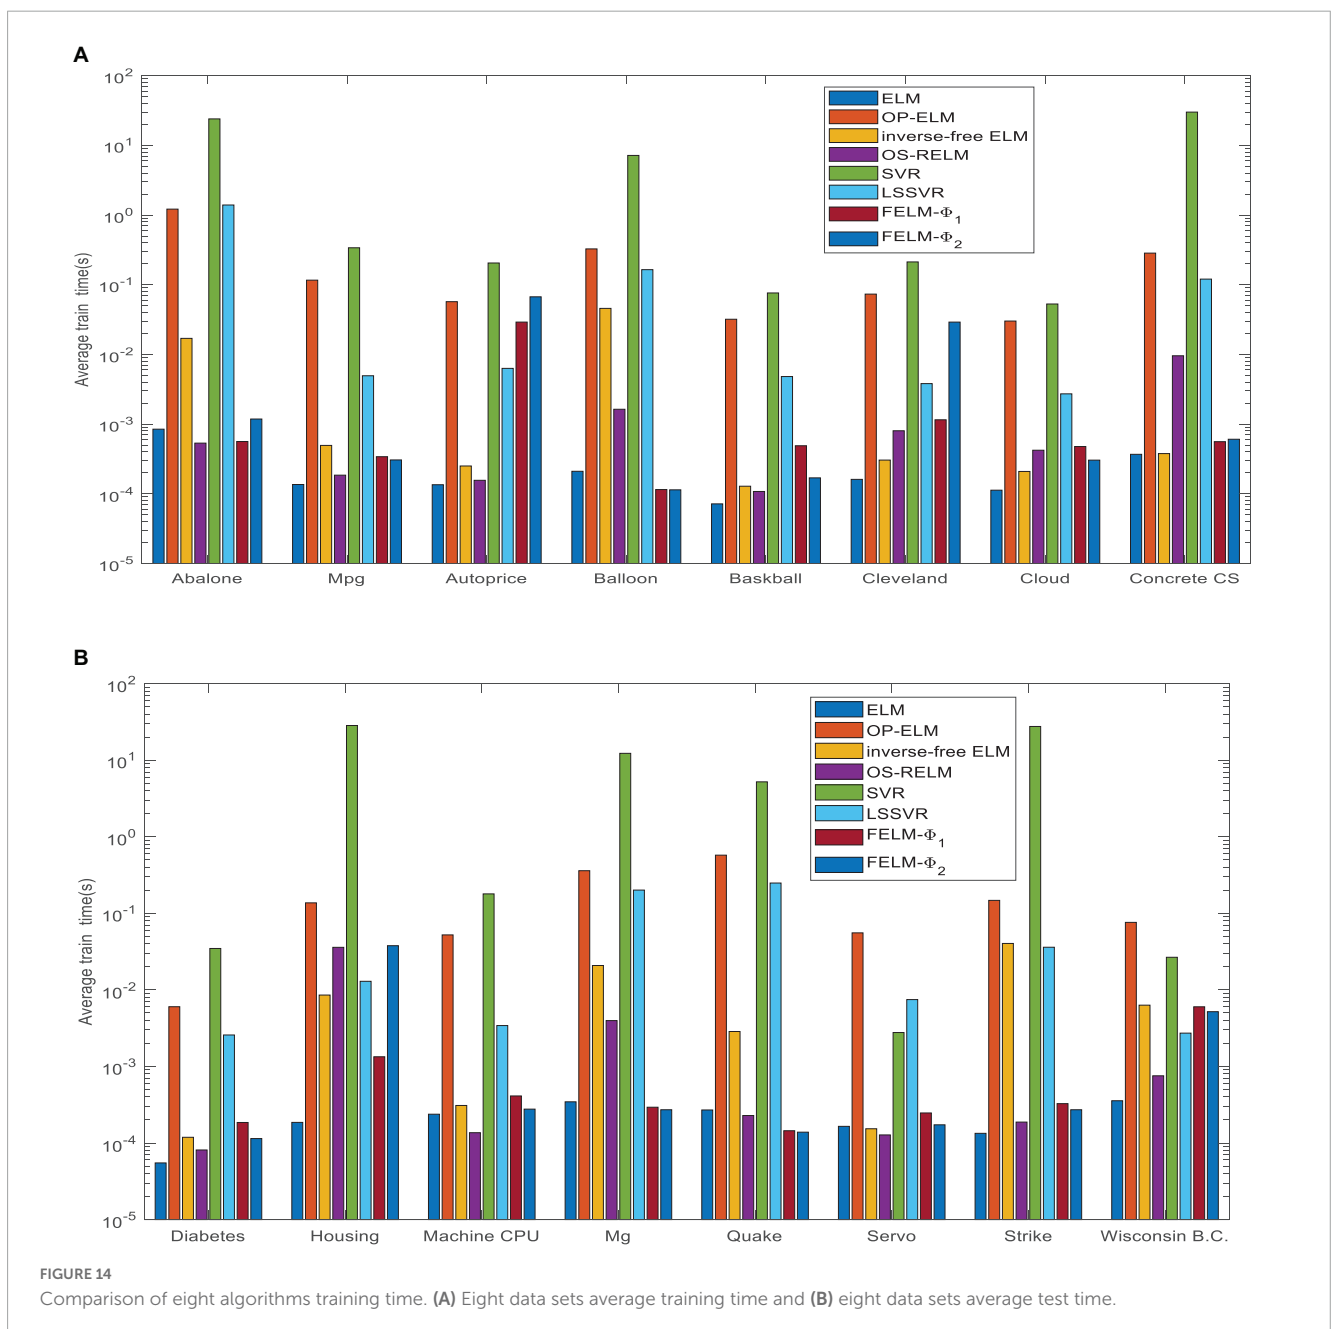 A
10^2
10^1
10^0
10^-1
10^-2
10^-3
10^-4
10^-5
Average train time(s)
ELM
OP-ELM
inverse-free ELM
OS-RELM
SVR
LSSVR
FELM-Φ_1
FELM-Φ_2
Abalone Mpg Autoprice Balloon Baskball Cleveland Cloud Concrete CS
B
10^2
10^1
10^0
10^-1
10^-2
10^-3
10^-4
10^-5
Average train time(s)
ELM
OP-ELM
inverse-free ELM
OS-RELM
SVR
LSSVR
FELM-Φ_1
FELM-Φ_2
Diabetes Housing Machine CPU Mg Quake Servo Strike Wisconsin B.C.
FIGURE 14
Comparison of eight algorithms training time. (A) Eight data sets average training time and (B) eight data sets average test time.